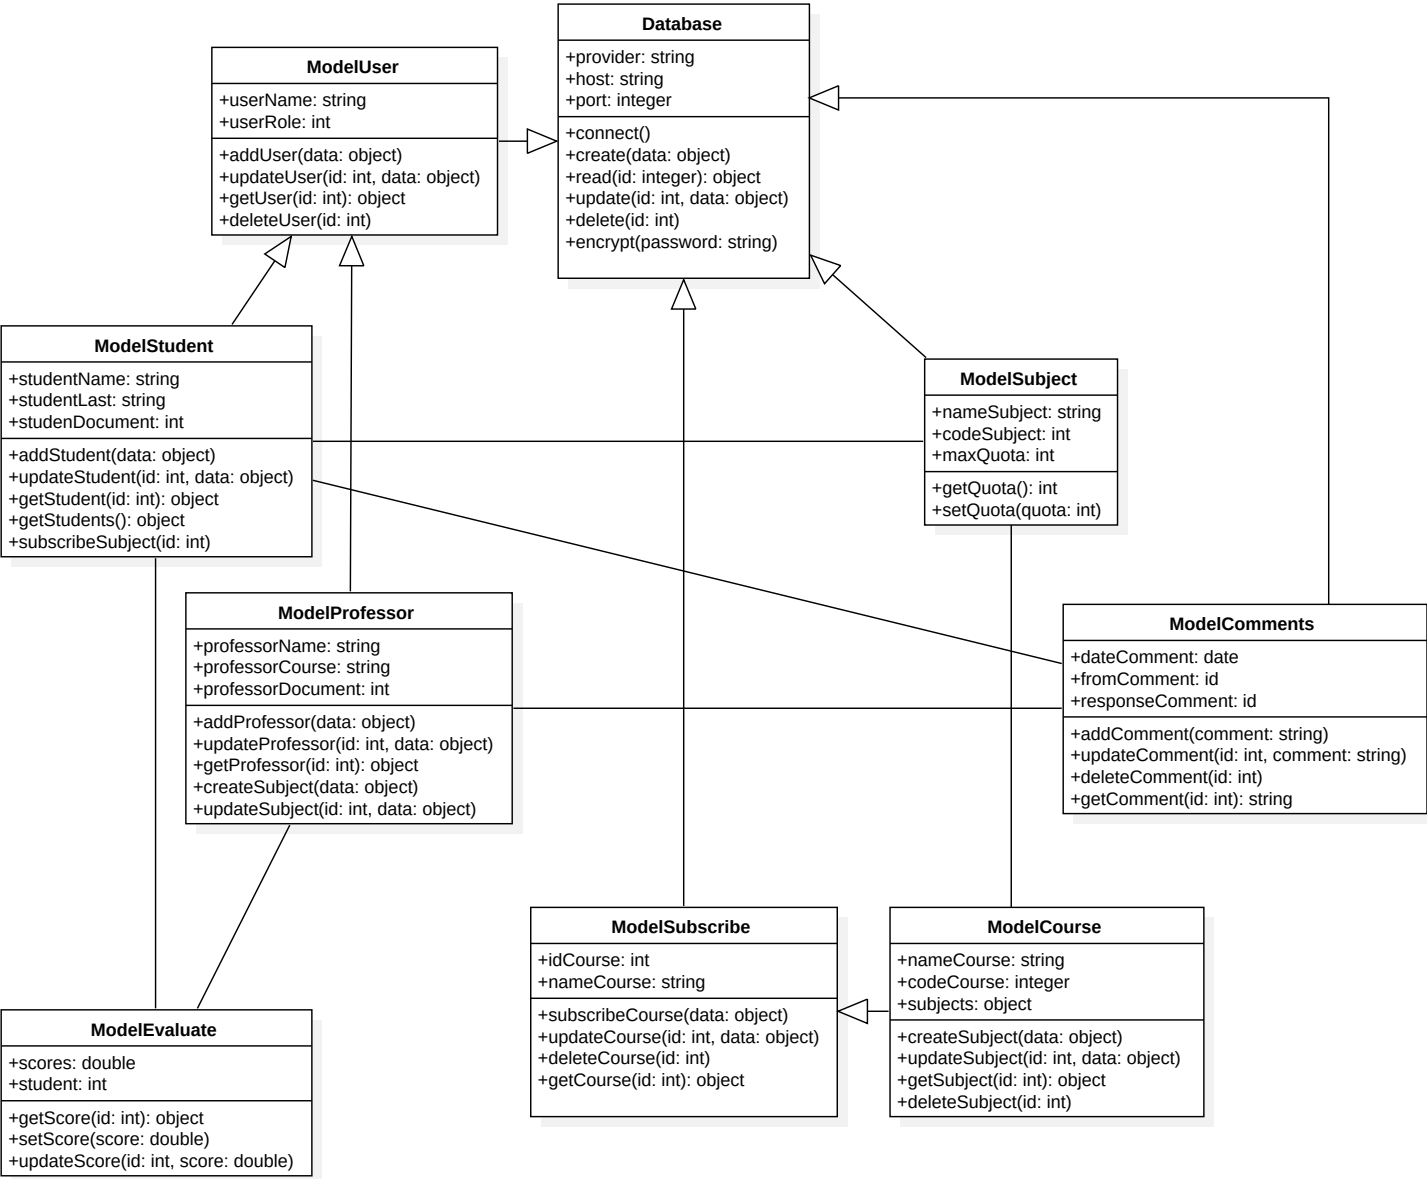 Database
+provider: string
+host: string
+port: integer
+connect()
+create(data: object)
+read(id: integer): object
+update(id: int, data: object)
+delete(id: int)
+encrypt(password: string)
ModelUser
+userName: string
+userRole: int
+addUser(data: object)
+updateUser(id: int, data: object)
+getUser(id: int): object
+deleteUser(id: int)
ModelStudent
+studentName: string
+studentLast: string
+studenDocument: int
+addStudent(data: object)
+updateStudent(id: int, data: object)
+getStudent(id: int): object
+getStudents(): object
+subscribeSubject(id: int)
ModelSubject
+nameSubject: string
+codeSubject: int
+maxQuota: int
+getQuota(): int
+setQuota(quota: int)
ModelProfessor
+professorName: string
+professorCourse: string
+professorDocument: int
+addProfessor(data: object)
+updateProfessor(id: int, data: object)
+getProfessor(id: int): object
+createSubject(data: object)
+updateSubject(id: int, data: object)
ModelComments
+dateComment: date
+fromComment: id
+responseComment: id
+addComment(comment: string)
+updateComment(id: int, comment: string)
+deleteComment(id: int)
+getComment(id: int): string
ModelSubscribe
+idCourse: int
+nameCourse: string
+subscribeCourse(data: object)
+updateCourse(id: int, data: object)
+deleteCourse(id: int)
+getCourse(id: int): object
ModelCourse
+nameCourse: string
+codeCourse: integer
+subjects: object
+createSubject(data: object)
+updateSubject(id: int, data: object)
+getSubject(id: int): object
+deleteSubject(id: int)
ModelEvaluate
+scores: double
+student: int
+getScore(id: int): object
+setScore(score: double)
+updateScore(id: int, score: double)